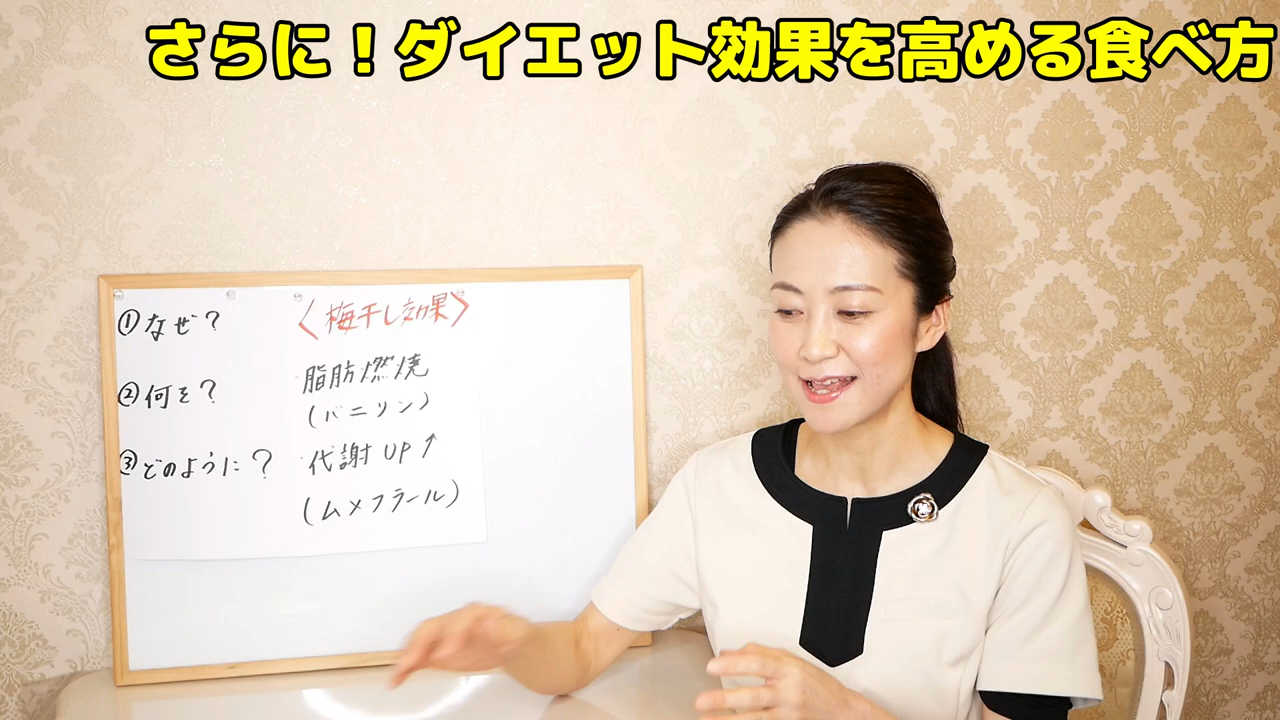 さらに！ダイエット効果を高める食べ方
①なぜ？
②何を？
③どのように？
〈梅干し効果〉
・脂肪燃焼
(バニリン)
・代謝UP↑
(ムメフラール)